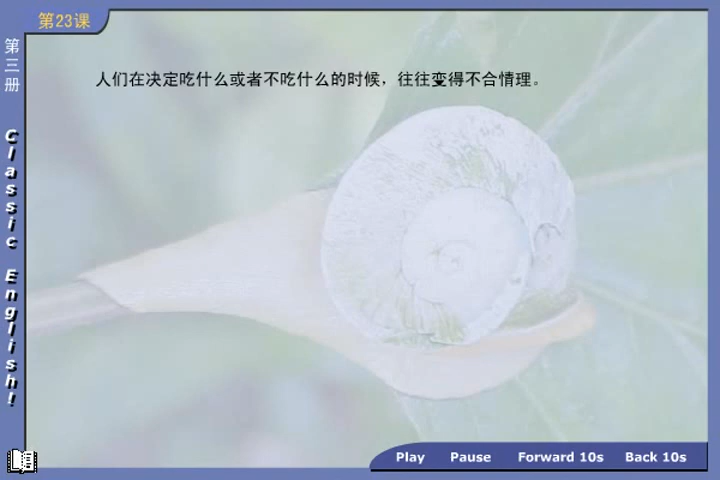 第23课
第三册
Classic English!
人们在决定吃什么或者不吃什么的时候，往往变得不合情理。
Play Pause Forward 10s Back 10s